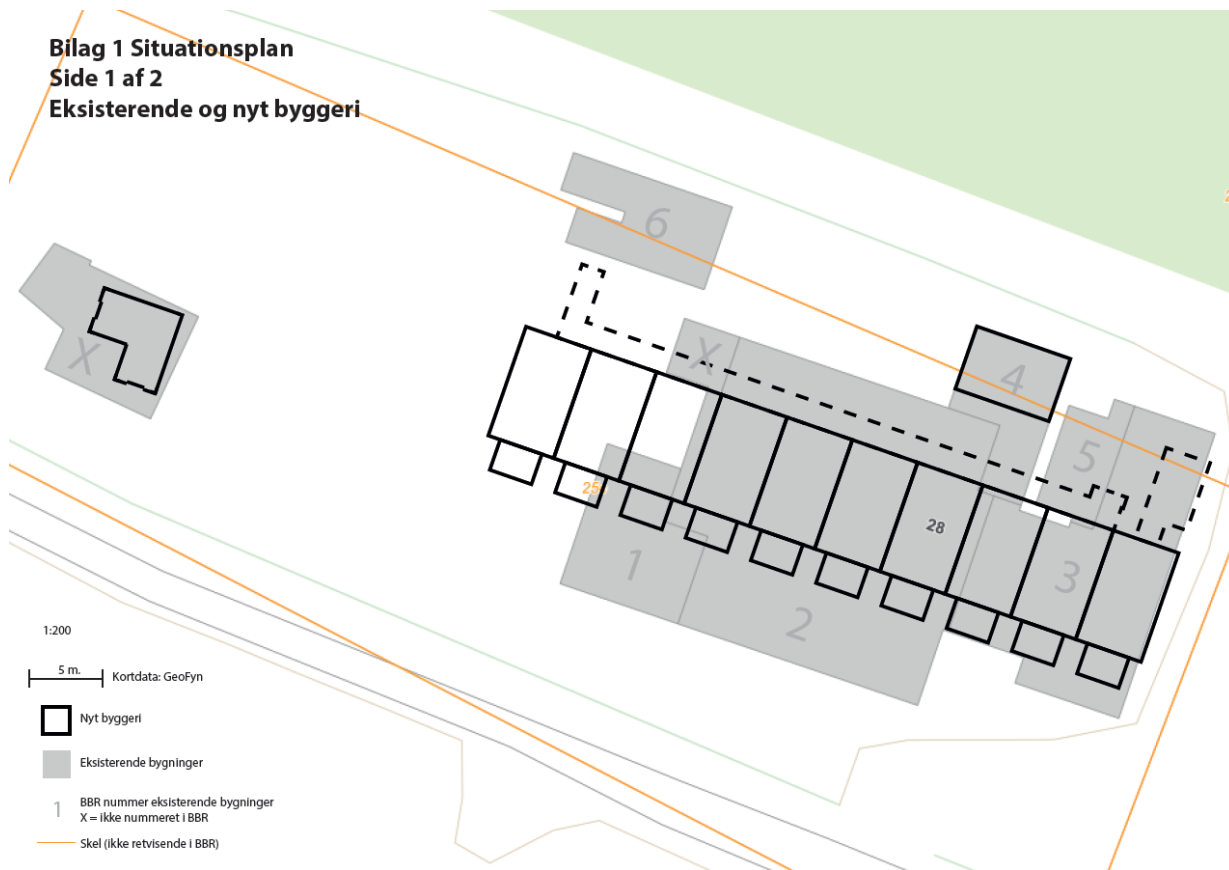 Bilag 1 Situationsplan
Side 1 af 2
Eksisterende og nyt byggeri
6
X
X
4
5
25
28
1
3
2
1:200
5 m.
Kortdata: GeoFyn
Nyt byggeri
Eksisterende bygninger
1
BBR nummer eksisterende bygninger
X = ikke nummeret i BBR
Skel (ikke retvisende i BBR)